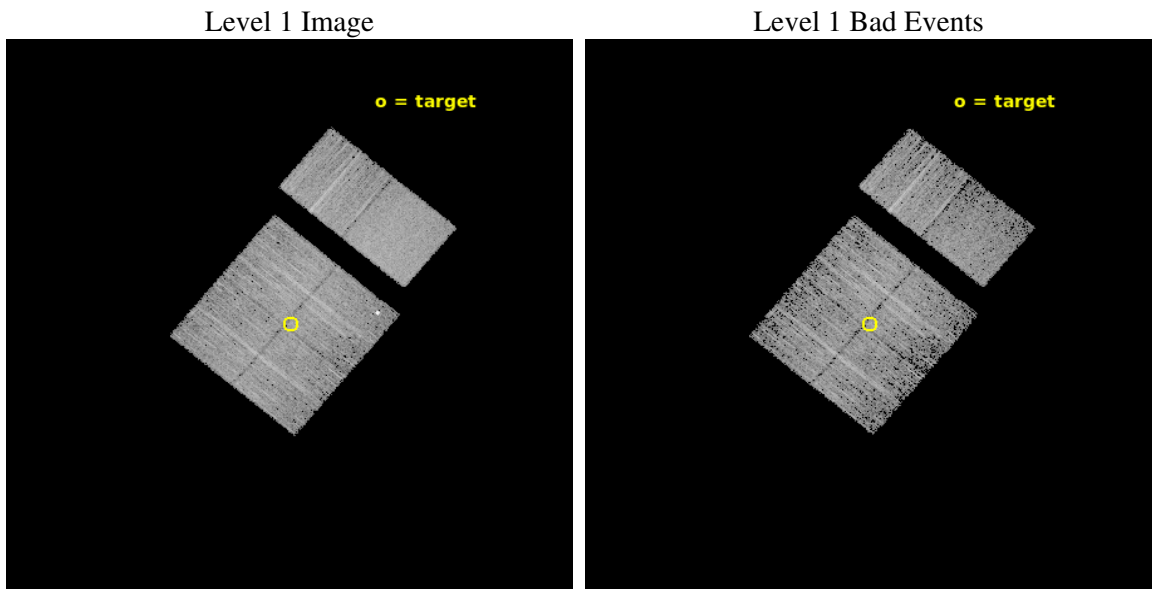 Level 1 Image
Level 1 Bad Events
o = target
o = target